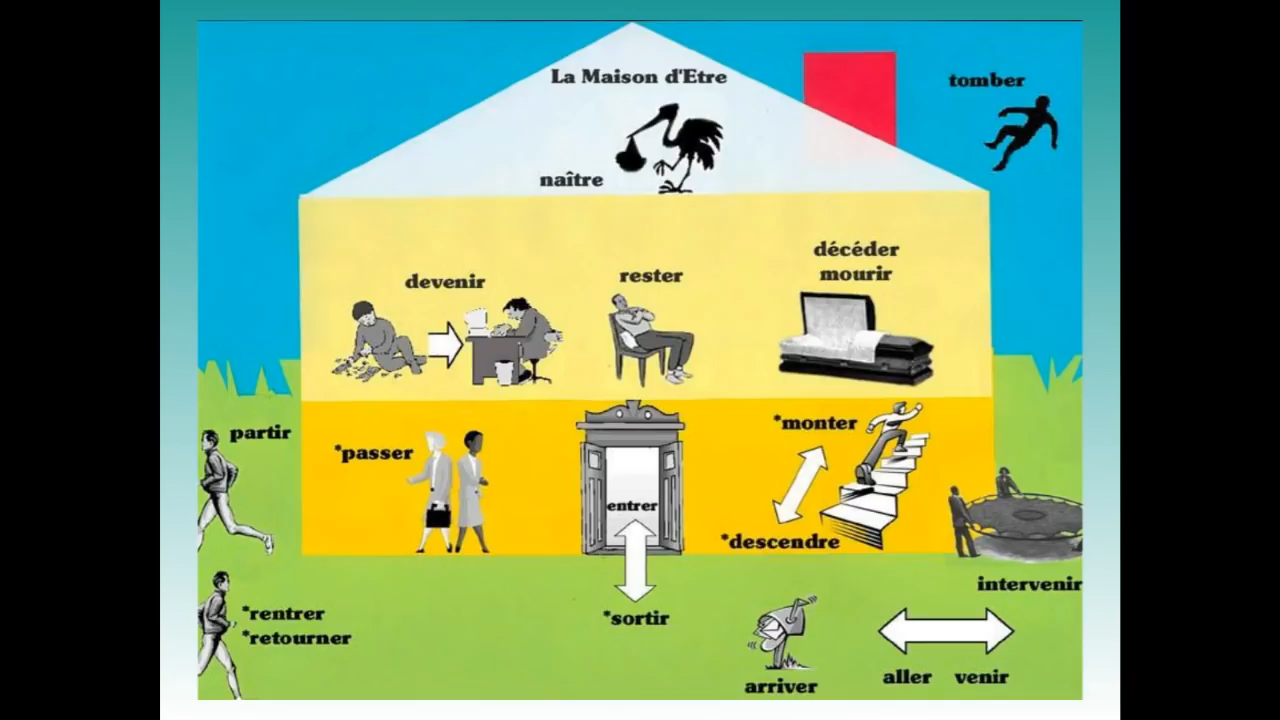 La Maison d'Etre
tomber
naître
décéder
mourir
devenir
rester
*monter
partir
*passer
entrer
*descendre
intervenir
*rentrer
*sortir
*retourner
aller venir
arriver